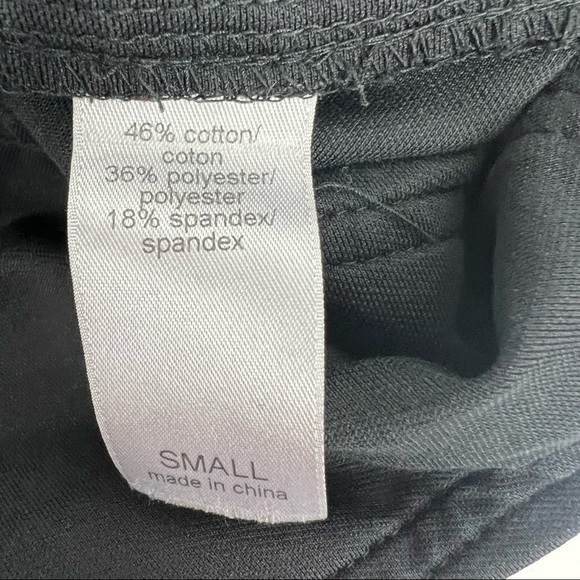 46% cotton/
coton
36% polyester/
polyester
18% spandex/
spandex
SMALL
made in china